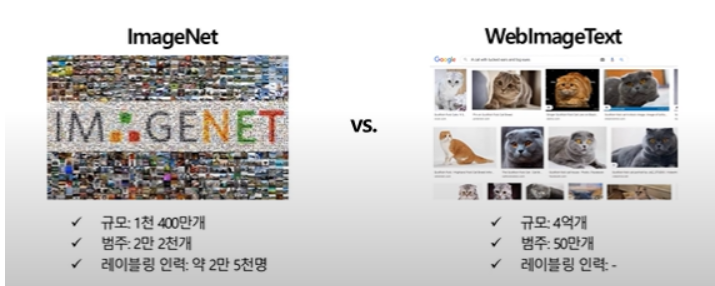 ImageNet
IMAGENET
규모: 1천 400만개
범주: 2만 2천개
레이블링 인력: 약 2만 5천명
vs.
WebImageText
Google
규모: 4억개
범주: 50만개
레이블링 인력: -